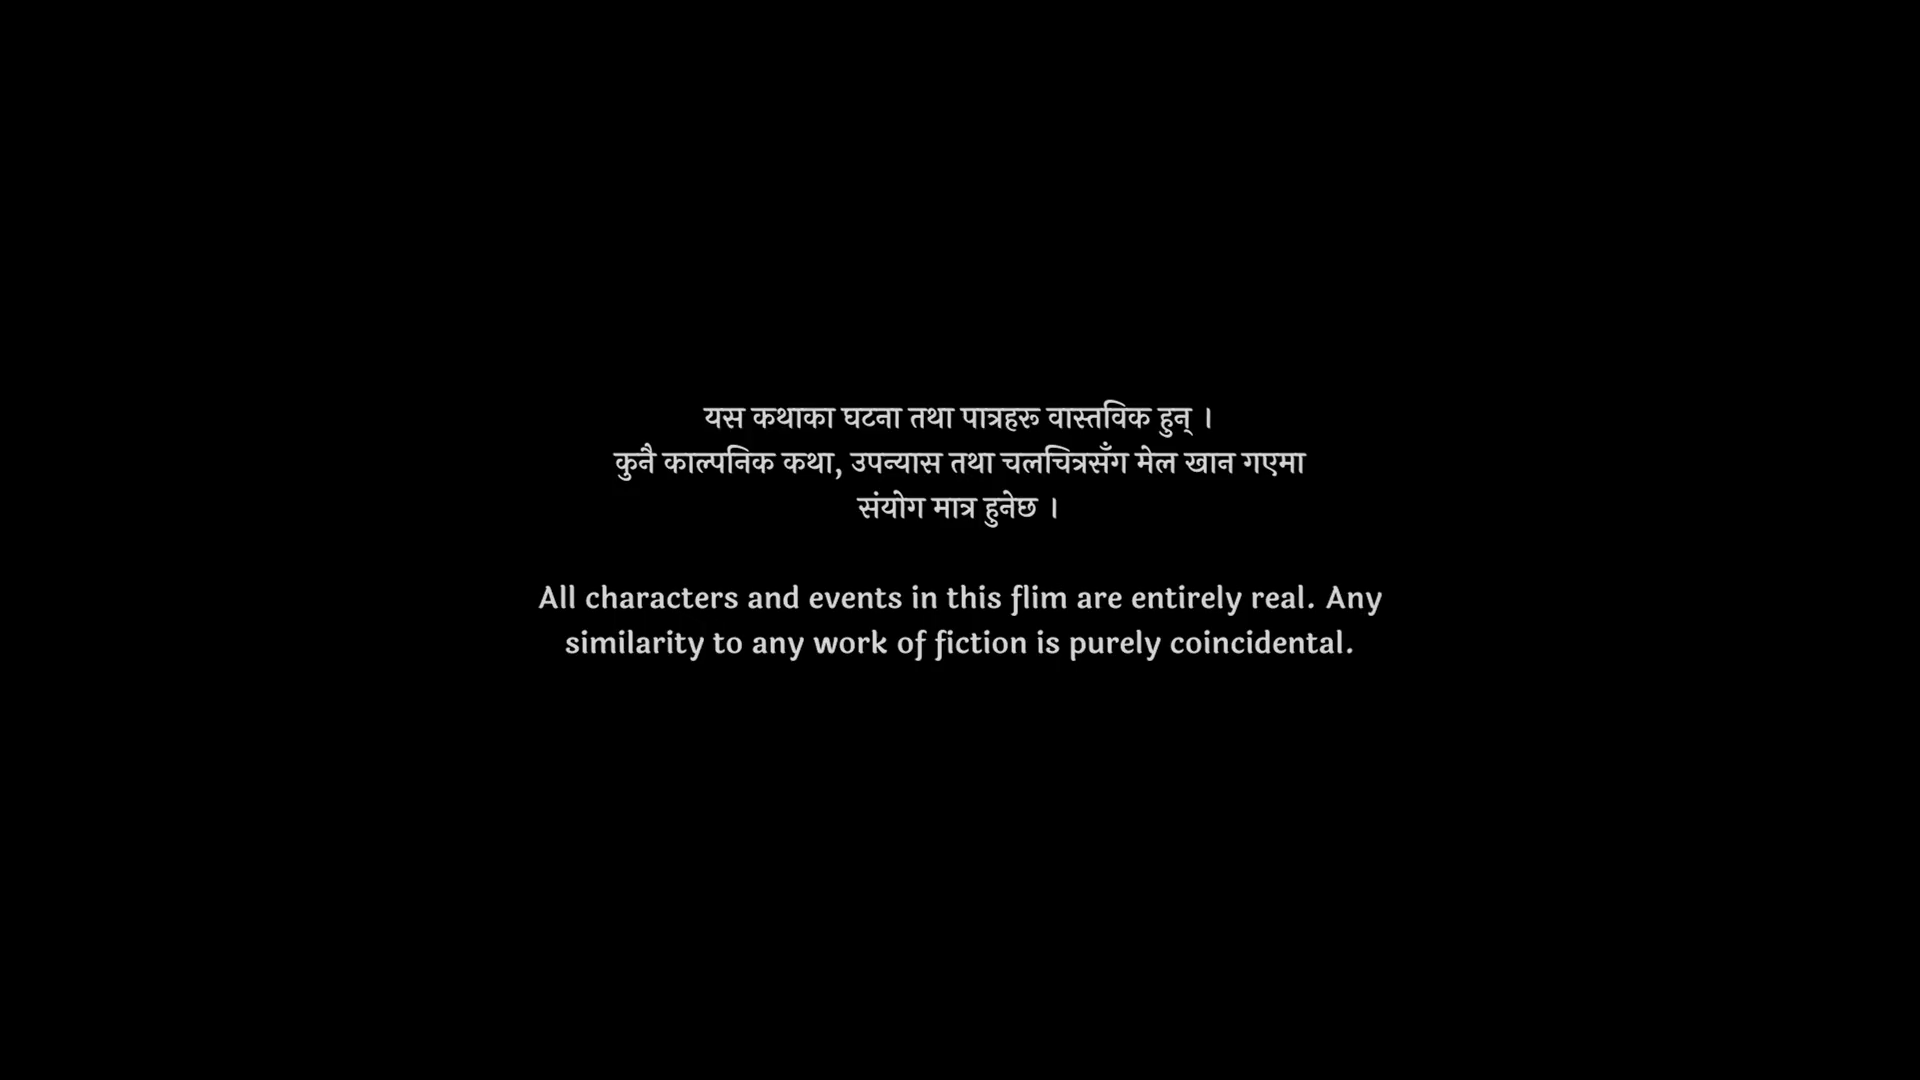 यस कथाका घटना तथा पात्रहरू वास्तविक हुन् ।
कुनै काल्पनिक कथा, उपन्यास तथा चलचित्रसँग मेल खान गएमा
संयोग मात्र हुनेछ ।
All characters and events in this flim are entirely real. Any
similarity to any work of fiction is purely coincidental.